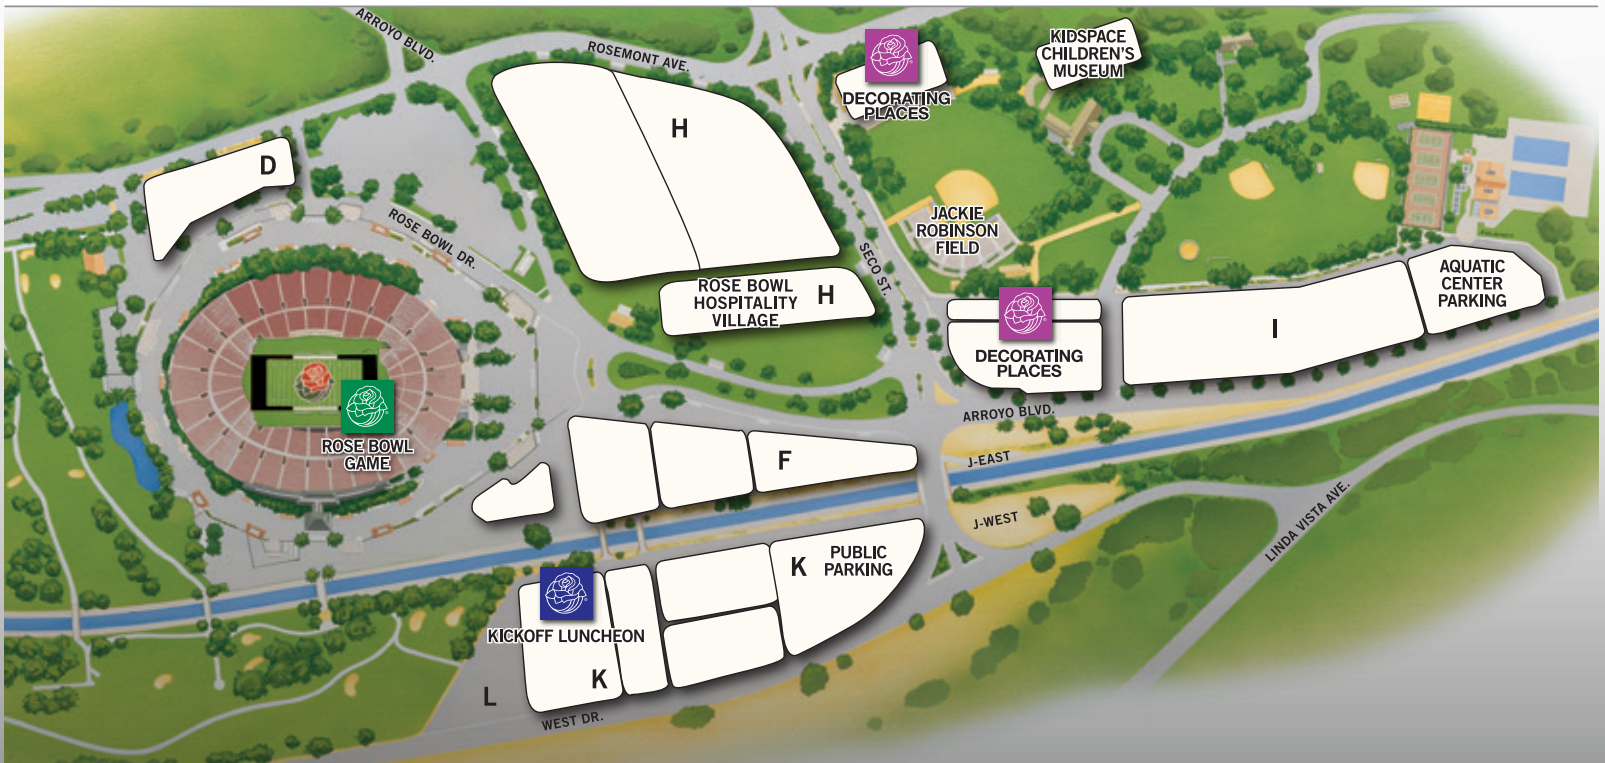 ARROYO BLVD.
ROSEMONT AVE.
DECORATING
PLACES
KIDSPACE
CHILDREN'S
MUSEUM
H
D
ROSE BOWL DR.
JACKIE
ROBINSON
FIELD
SECO ST.
ROSE BOWL
HOSPITALITY
VILLAGE
H
AQUATIC
CENTER
PARKING
I
DECORATING
PLACES
ARROYO BLVD.
ROSE BOWL
GAME
F
J-EAST
J-WEST
LINDA VISTA AVE.
K
PUBLIC
PARKING
KICKOFF LUNCHEON
K
L
WEST DR.